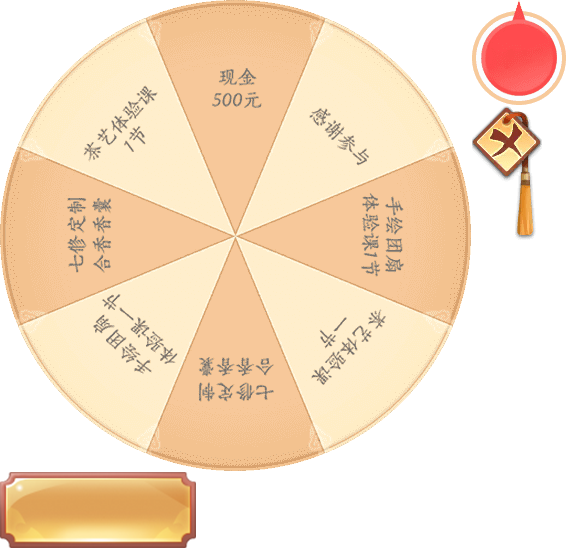 现金
500元
感谢参与
手绘团扇
体验课1节
茶艺体验课
一节
七修定制
合香香囊
手绘团扇
体验课一节
七修定制
合香香囊
茶艺体验课
1节